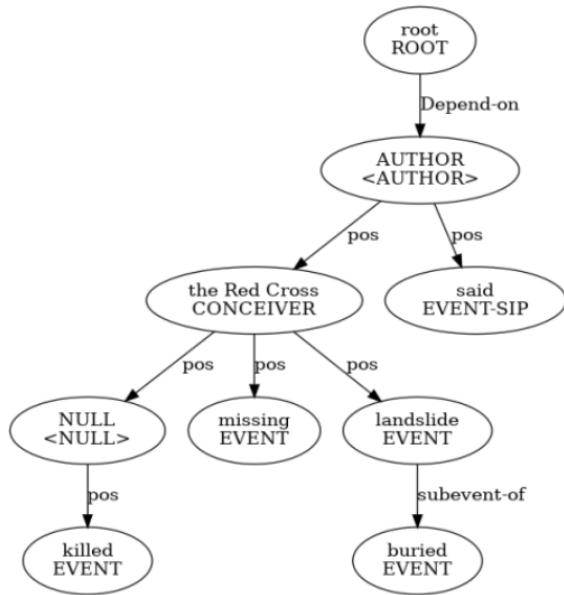 root
ROOT
Depend-on
AUTHOR
<AUTHOR>
pos
pos
the Red Cross
CONCEIVER
said
EVENT-SIP
pos
pos
pos
NULL
<NULL>
missing
EVENT
landslide
EVENT
pos
subevent-of
killed
EVENT
buried
EVENT